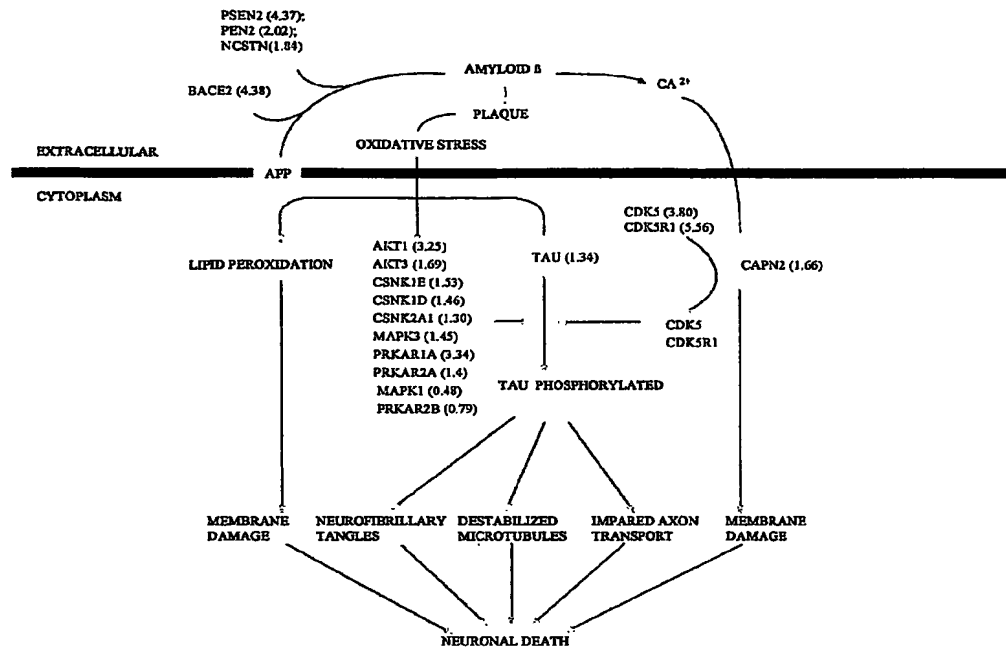 PSEN2 (4.37);
PEN2 (2.02);
NCSTN(1.84)
AMYLOID ß
CA 2+
BACE2 (4.38)
PLAQUE
OXIDATIVE STRESS
EXTRACELLULAR
APP
CYTOPLASM
CDK5 (3.80)
CDK5R1 (5.56)
LIPID PEROXIDATION
AKT1 (3.25)
AKT3 (1.69)
CSNK1E (1.53)
CSNK1D (1.46)
CSNK2A1 (1.30)
MAPK3 (1.45)
PRKAR1A (3.34)
PRKAR2A (1.4)
MAPK1 (0.48)
PRKAR2B (0.79)
TAU (1.34)
CAPN2 (1.66)
CDK5
CDK5R1
TAU PHOSPHORYLATED
MEMBRANE
DAMAGE
NEUROFIBRILLARY
TANGLES
DESTABILIZED
MICROTUBULES
IMPARED AXON
TRANSPORT
MEMBRANE
DAMAGE
NEURONAL DEATH